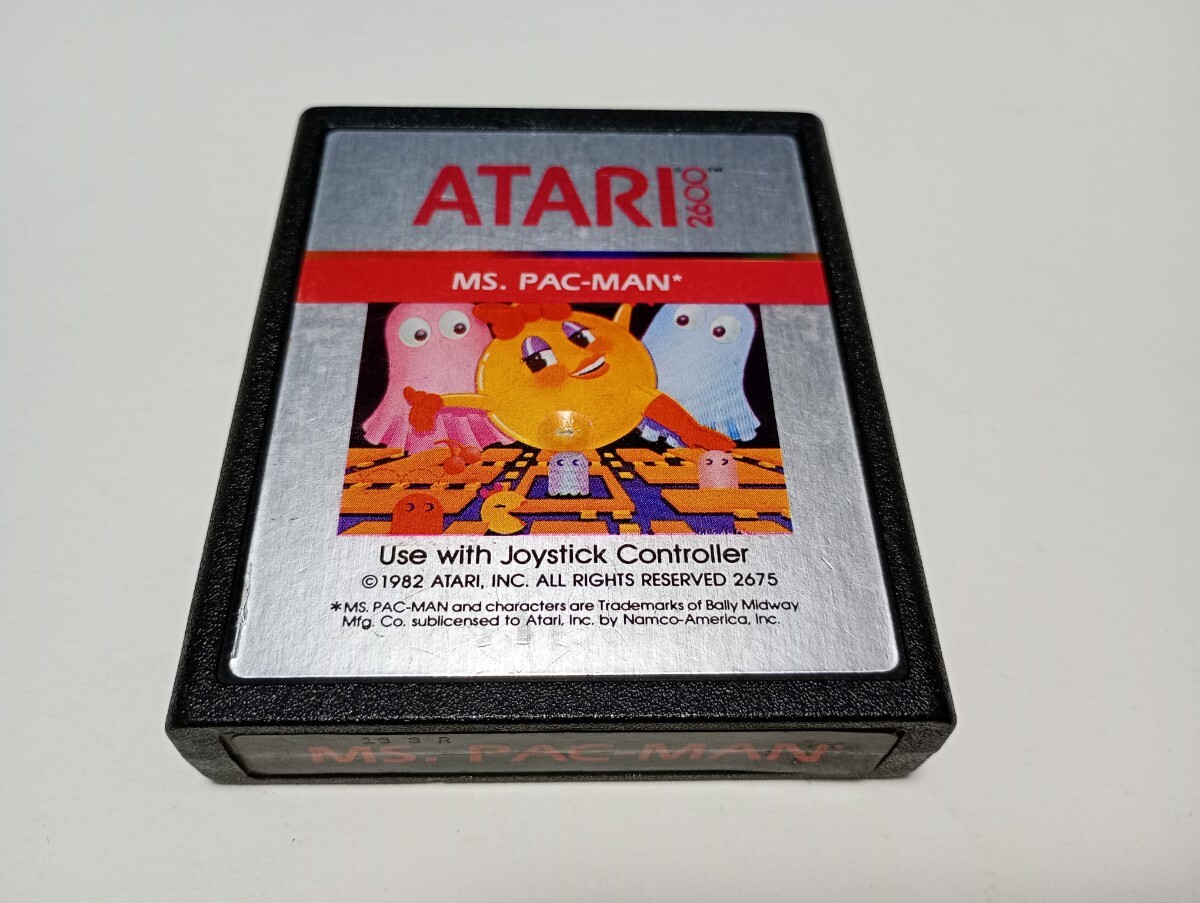 ATARI® 2600™
MS. PAC-MAN*
Use with Joystick Controller
©1982 ATARI, INC. ALL RIGHTS RESERVED 2675
*MS. PAC-MAN and characters are Trademarks of Bally Midway
Mfg. Co. sublicensed to Atari, Inc. by Namco-America, Inc.
MS. PAC-MAN*